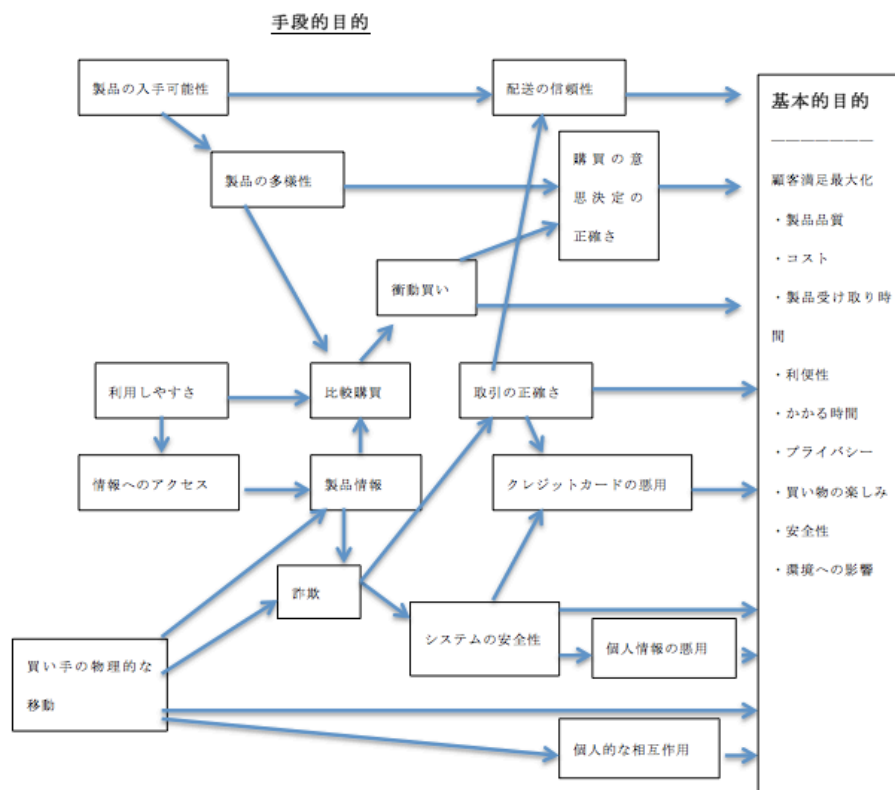 手段的目的
製品の入手可能性
配送の信頼性
製品の多様性
購買の意
思決定の
正確さ
衝動買い
利用しやすさ
比較購買
取引の正確さ
情報へのアクセス
製品情報
クレジットカードの悪用
詐欺
システムの安全性
個人情報の悪用
買い手の物理的な
移動
個人的な相互作用
基本的目的
———————
顧客満足最大化
・製品品質
・コスト
・製品受け取り時
間
・利便性
・かかる時間
・プライバシー
・買い物の楽しみ
・安全性
・環境への影響